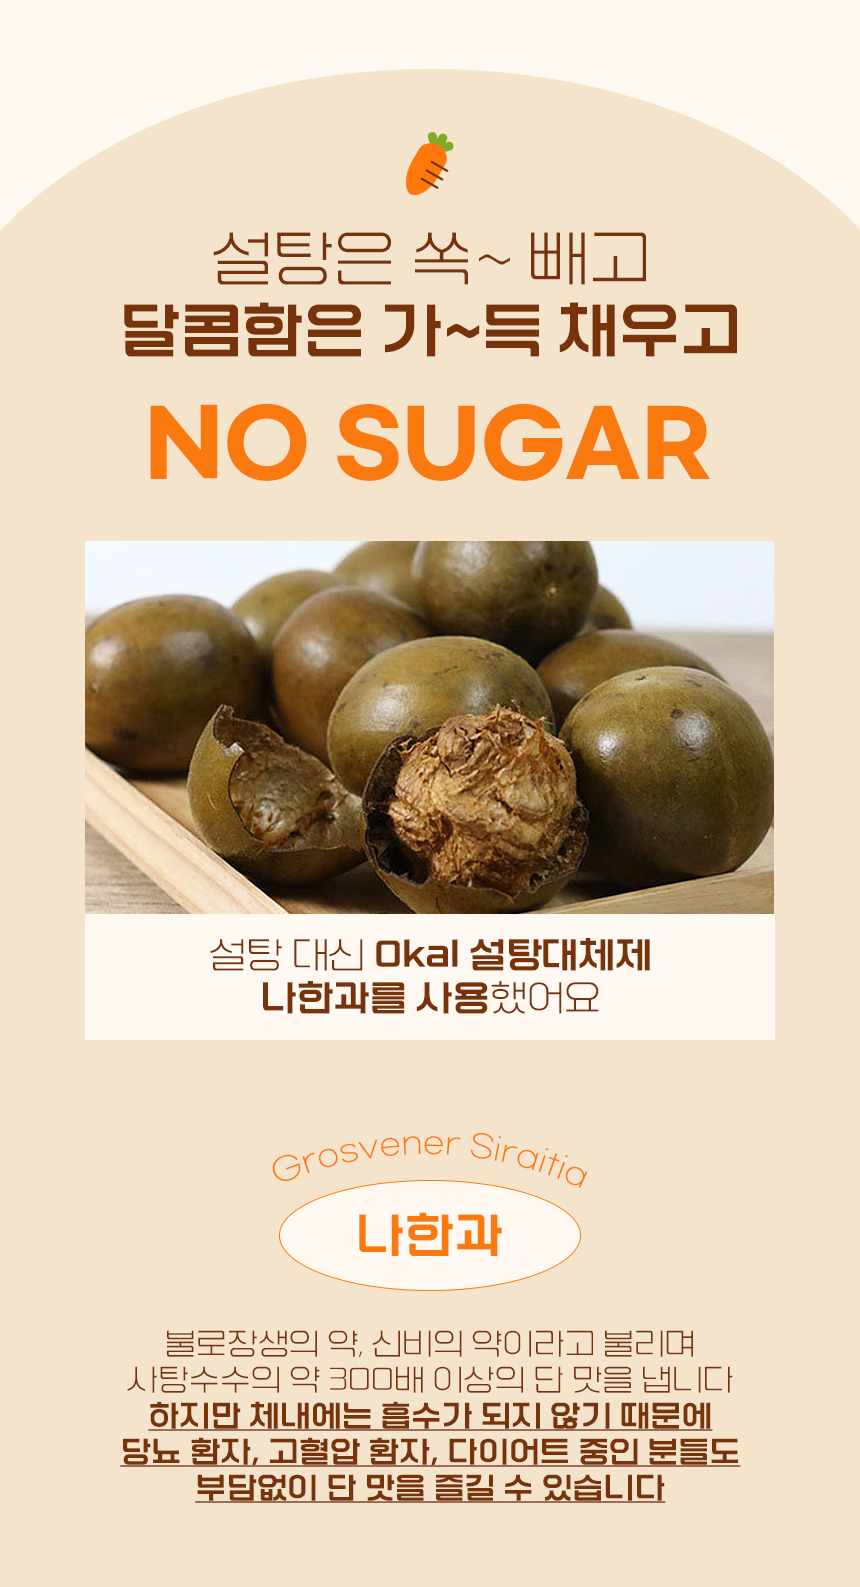 설탕은 쏙~ 빼고
달콤함은 가~득 채우고
NO SUGAR
설탕 대신 0kal 설탕대체제
나한과를 사용했어요
Grosvener Siraitia
나한과
불로장생의 약, 신비의 약이라고 불리며
사탕수수의 약 300배 이상의 단 맛을 냅니다
하지만 체내에는 흡수가 되지 않기 때문에
당뇨 환자, 고혈압 환자, 다이어트 중인 분들도
부담없이 단 맛을 즐길 수 있습니다